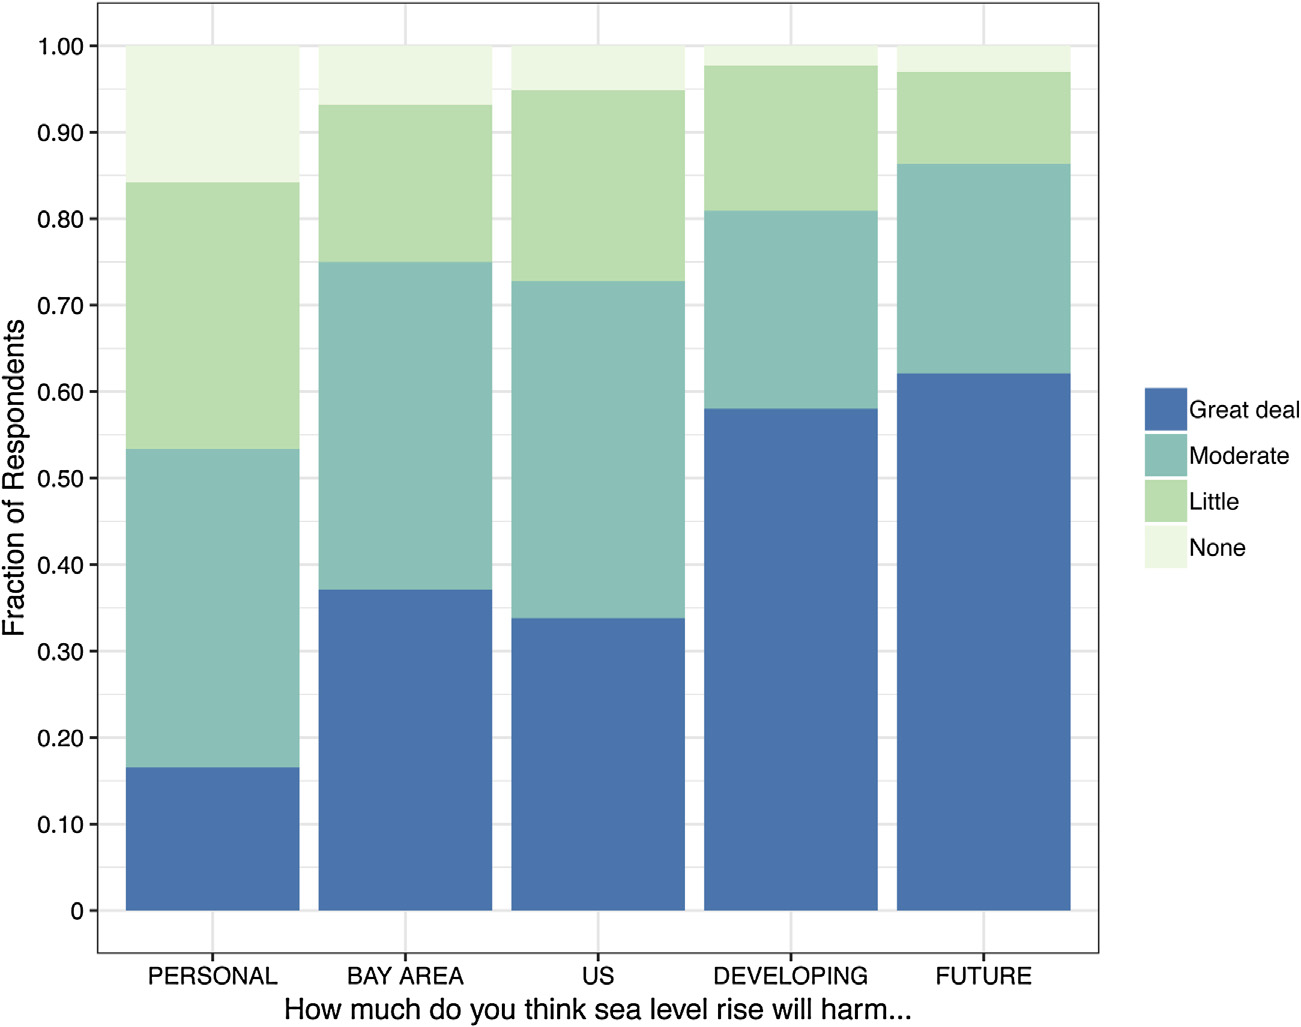 Fraction of Respondents
1.00
0.90
0.80
0.70
0.60
0.50
0.40
0.30
0.20
0.10
0
PERSONAL BAY AREA US DEVELOPING FUTURE
How much do you think sea level rise will harm...
Great deal
Moderate
Little
None